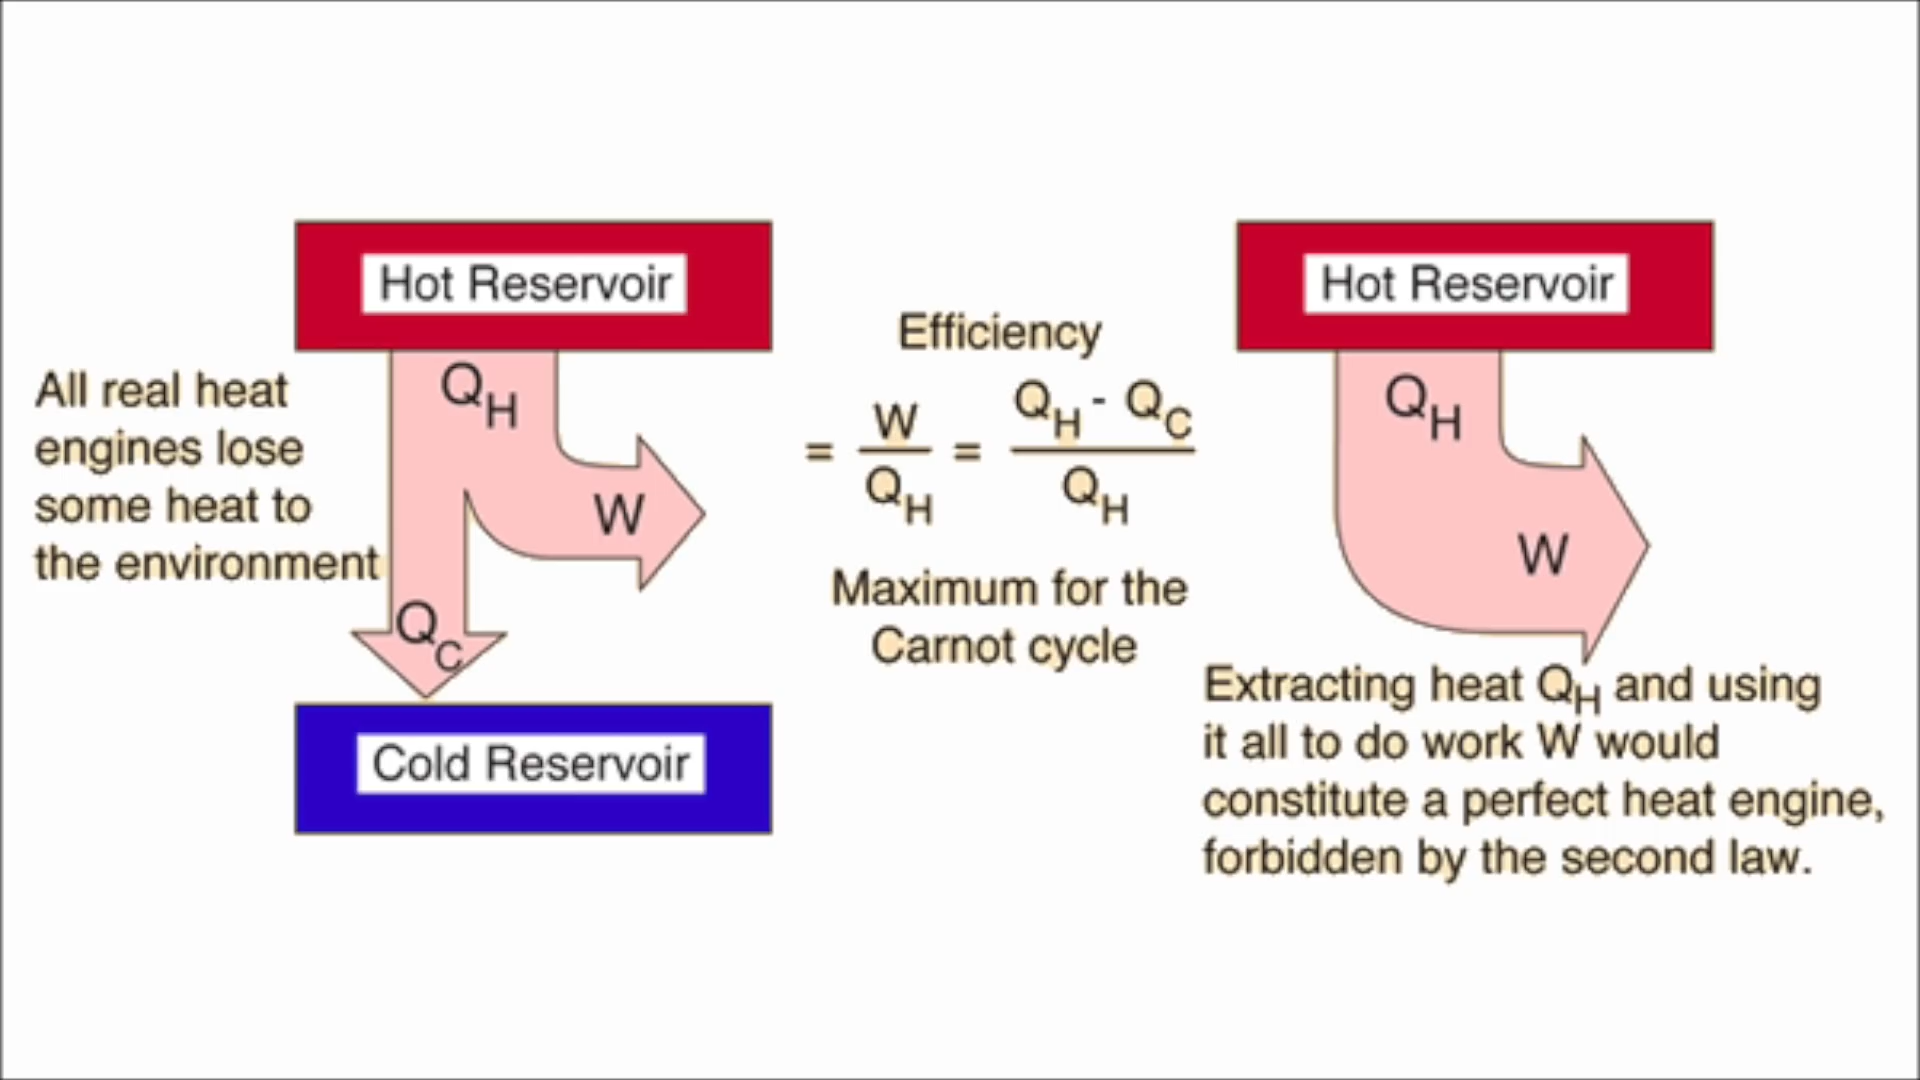 Hot Reservoir
All real heat
engines lose
some heat to
the environment
QH
W
QC
Cold Reservoir
Efficiency
= W / QH = QH - QC / QH
Maximum for the
Carnot cycle
Hot Reservoir
QH
W
Extracting heat QH and using
it all to do work W would
constitute a perfect heat engine,
forbidden by the second law.